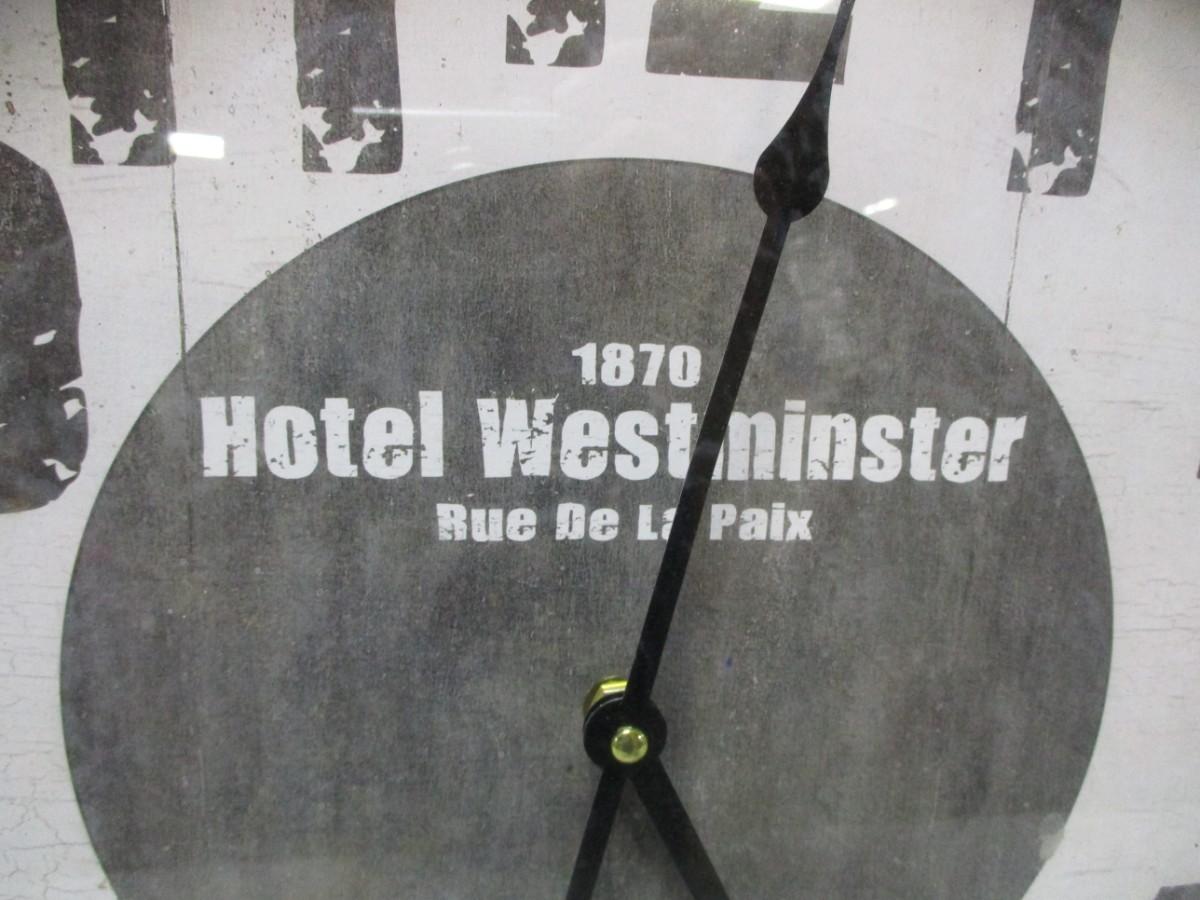 1870
Hotel Westminster
Rue De La Paix